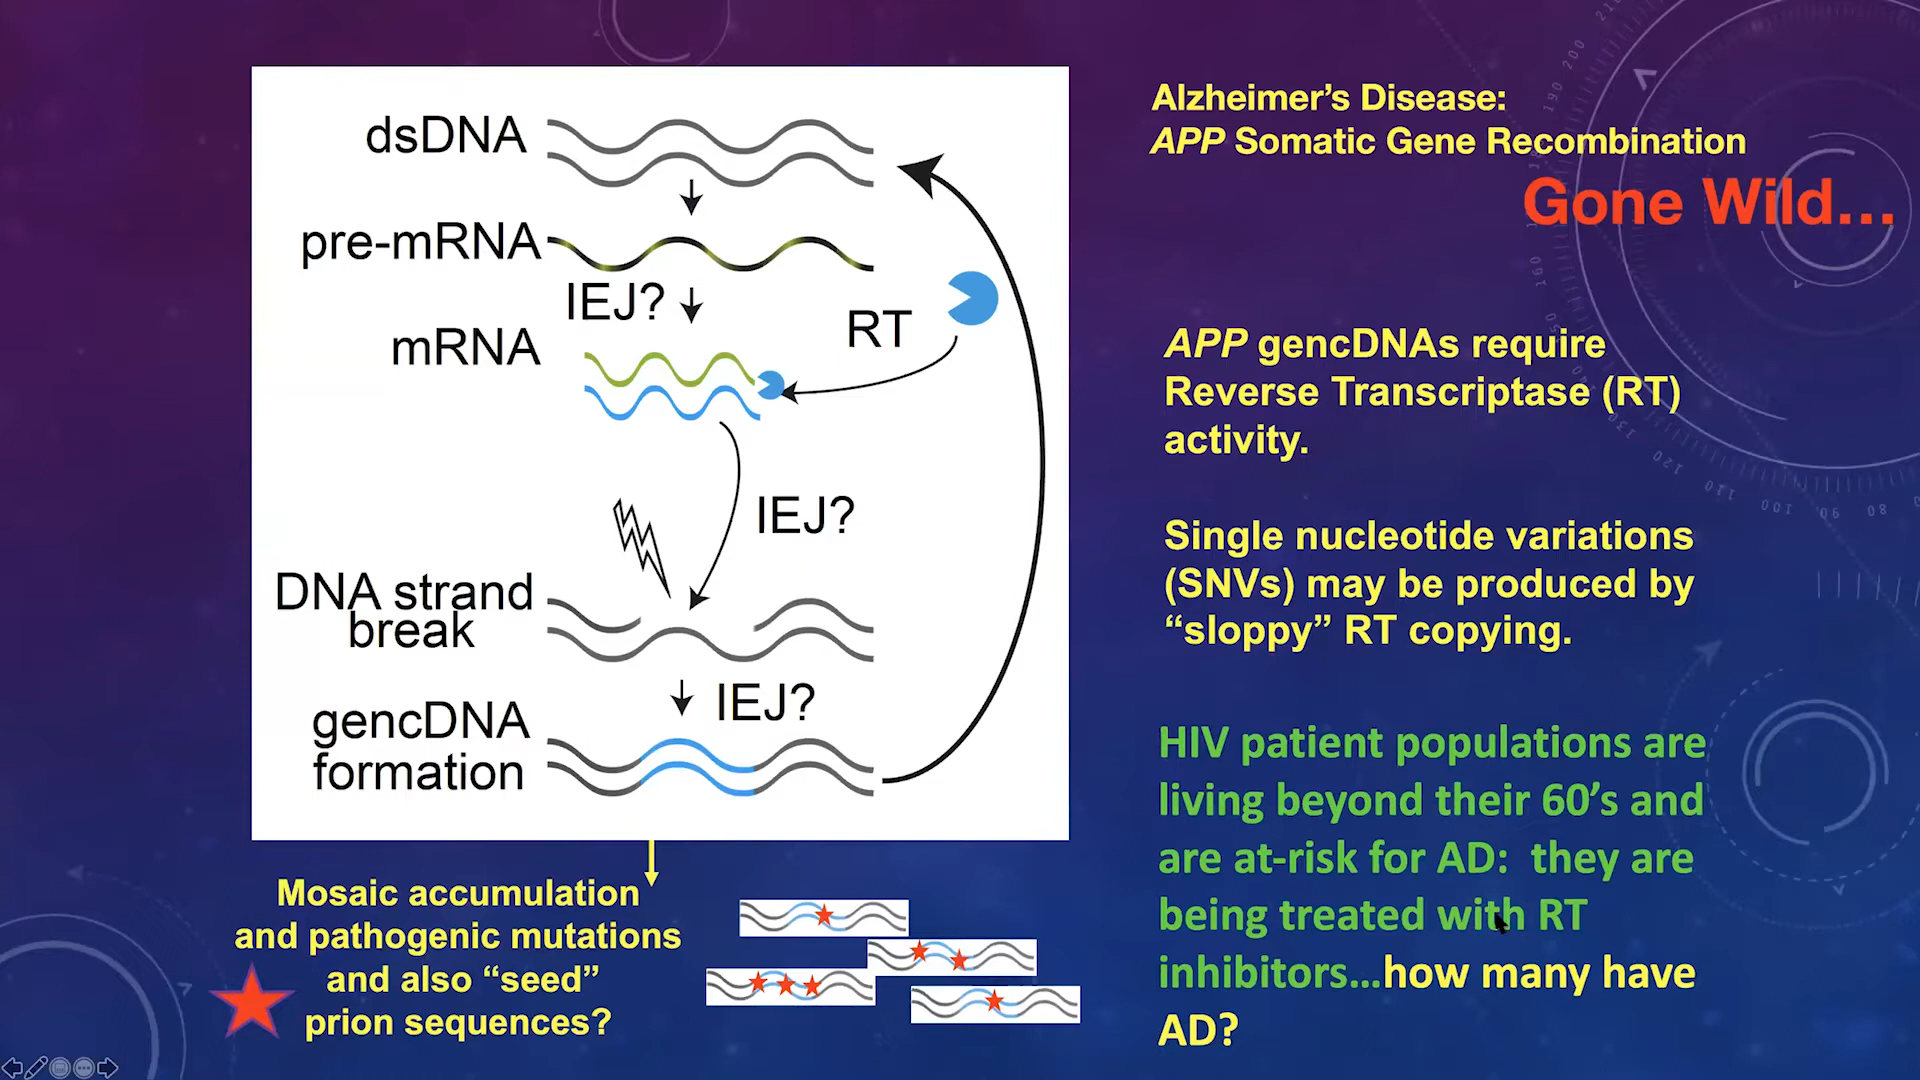 Alzheimer’s Disease:
APP Somatic Gene Recombination
Gone Wild...
dsDNA
pre-mRNA
IEJ?
mRNA
RT
IEJ?
DNA strand
break
IEJ?
gencDNA
formation
APP gencDNAs require
Reverse Transcriptase (RT)
activity.
Single nucleotide variations
(SNVs) may be produced by
“sloppy” RT copying.
HIV patient populations are
living beyond their 60’s and
are at-risk for AD: they are
being treated with RT
inhibitors...how many have
AD?
Mosaic accumulation
and pathogenic mutations
and also “seed”
prion sequences?